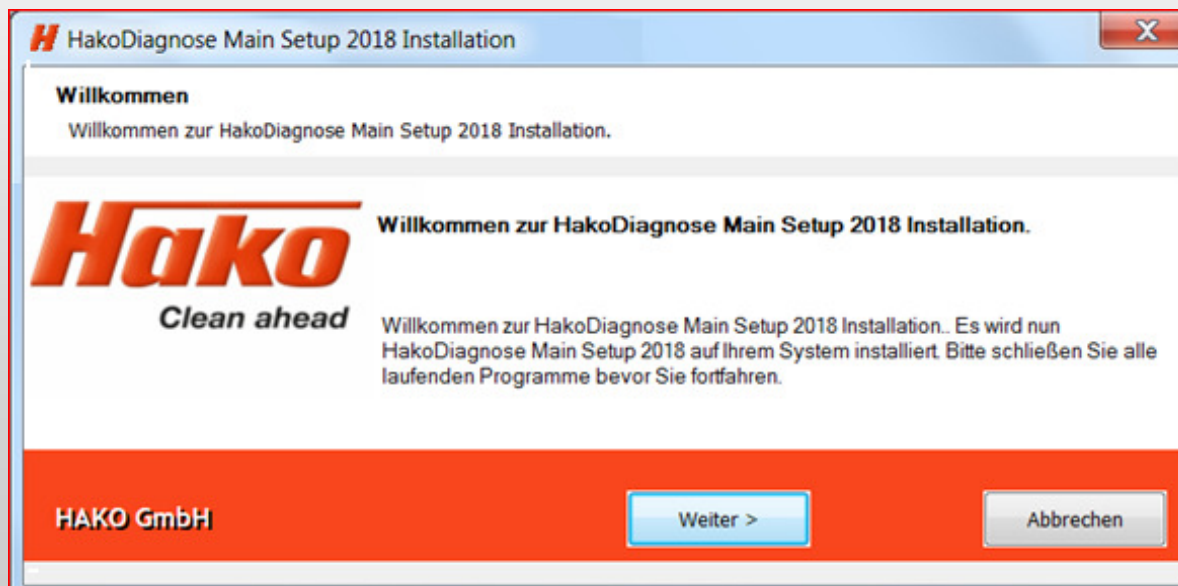 HakoDiagnose Main Setup 2018 Installation
X
Willkommen
Willkommen zur HakoDiagnose Main Setup 2018 Installation.
Hako
Clean ahead
Willkommen zur HakoDiagnose Main Setup 2018 Installation.
Willkommen zur HakoDiagnose Main Setup 2018 Installation.. Es wird nun
HakoDiagnose Main Setup 2018 auf Ihrem System installiert. Bitte schließen Sie alle
laufenden Programme bevor Sie fortfahren.
HAKO GmbH
Weiter >
Abbrechen